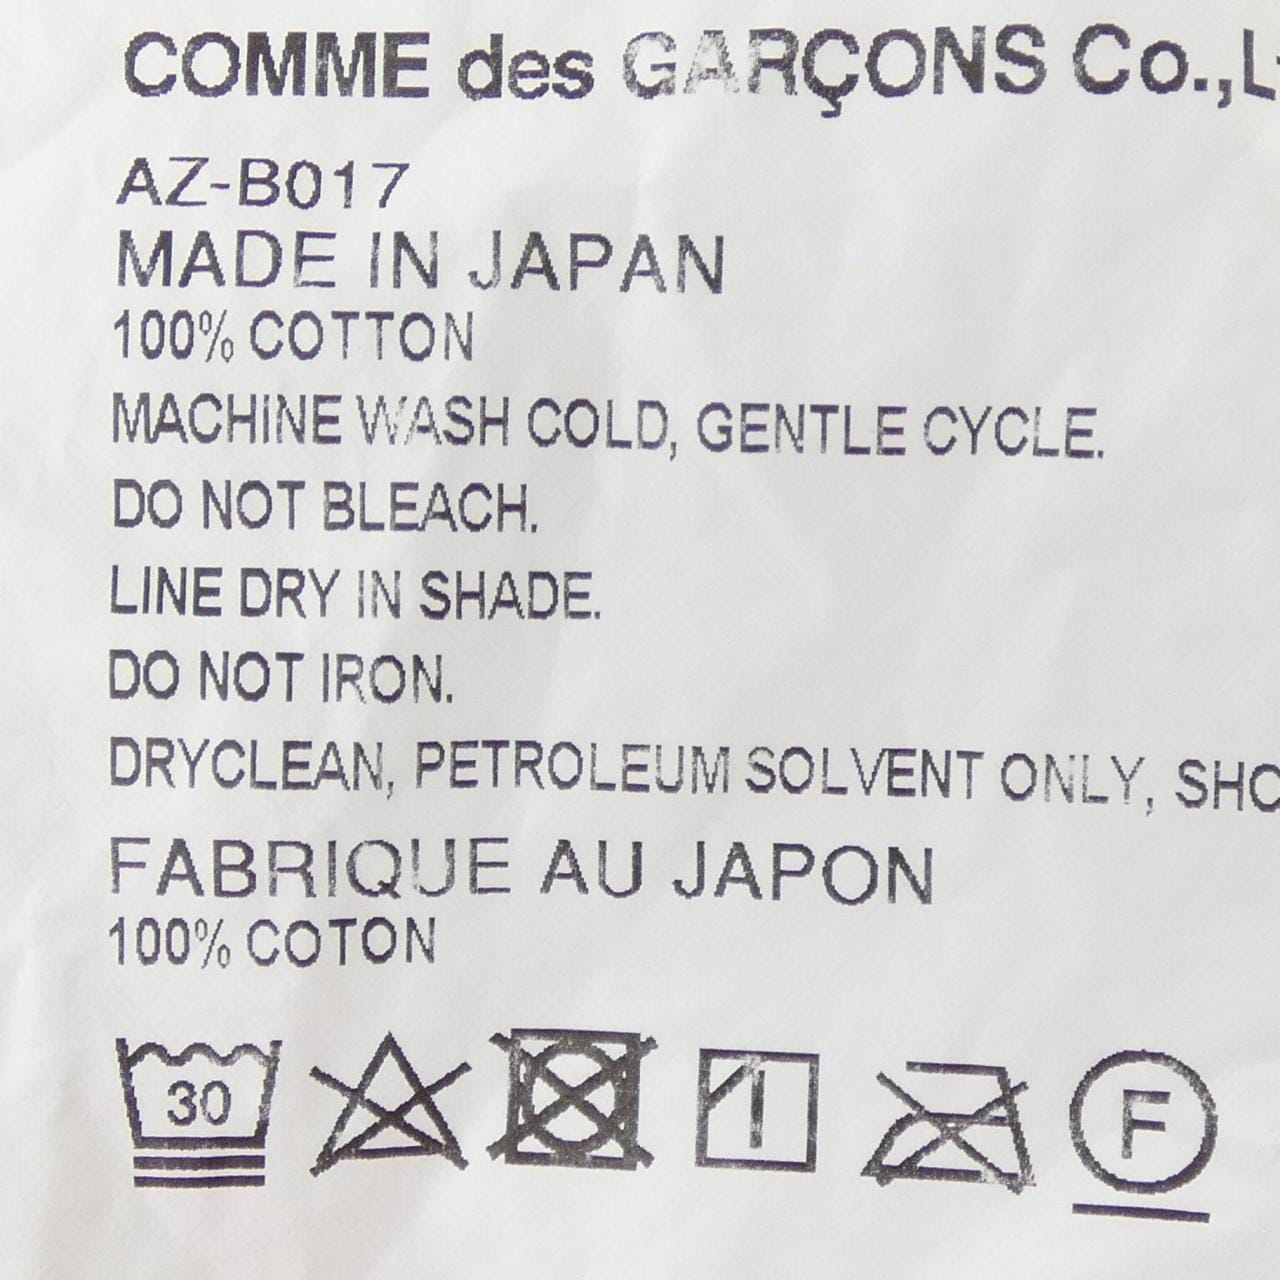 COMME des GARÇONS Co.,L
AZ-B017
MADE IN JAPAN
100% COTTON
MACHINE WASH COLD, GENTLE CYCLE.
DO NOT BLEACH.
LINE DRY IN SHADE.
DO NOT IRON.
DRYCLEAN, PETROLEUM SOLVENT ONLY,
FABRIQUE AU JAPON
100% COTON
30 F